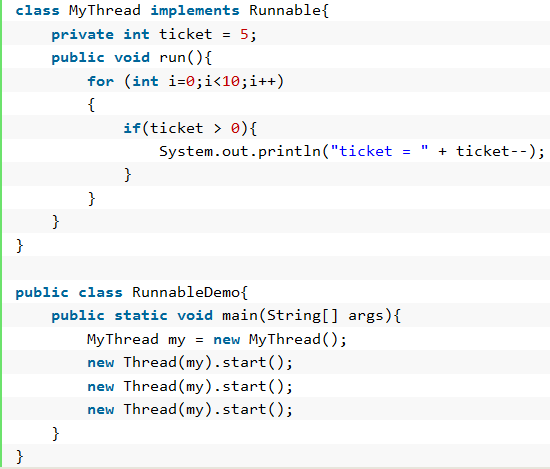 class MyThread implements Runnable{
    private int ticket = 5;
    public void run(){
        for (int i=0;i<10;i++)
        {
            if(ticket > 0){
                System.out.println("ticket = " + ticket--);
            }
        }
    }
}

public class RunnableDemo{
    public static void main(String[] args){
        MyThread my = new MyThread();
        new Thread(my).start();
        new Thread(my).start();
        new Thread(my).start();
    }
}